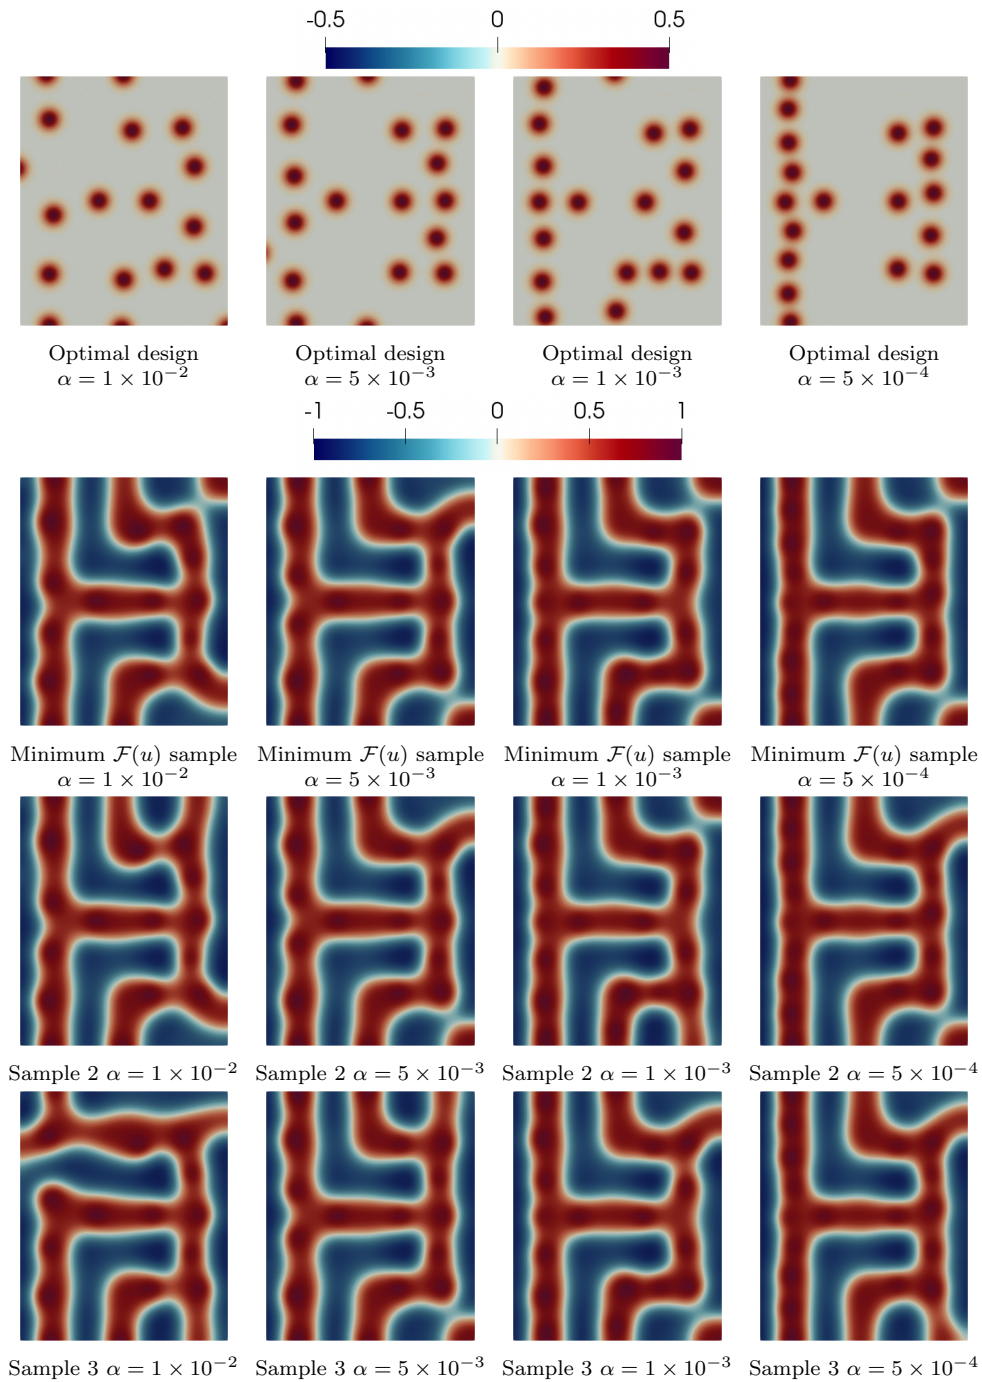 -0.5 0 0.5
Optimal design Optimal design Optimal design Optimal design
α = 1 × 10⁻² α = 5 × 10⁻³ α = 1 × 10⁻³ α = 5 × 10⁻⁴
-1 -0.5 0 0.5 1
Minimum ℱ(u) sample Minimum ℱ(u) sample Minimum ℱ(u) sample Minimum ℱ(u) sample
α = 1 × 10⁻² α = 5 × 10⁻³ α = 1 × 10⁻³ α = 5 × 10⁻⁴
Sample 2 α = 1 × 10⁻² Sample 2 α = 5 × 10⁻³ Sample 2 α = 1 × 10⁻³ Sample 2 α = 5 × 10⁻⁴
Sample 3 α = 1 × 10⁻² Sample 3 α = 5 × 10⁻³ Sample 3 α = 1 × 10⁻³ Sample 3 α = 5 × 10⁻⁴